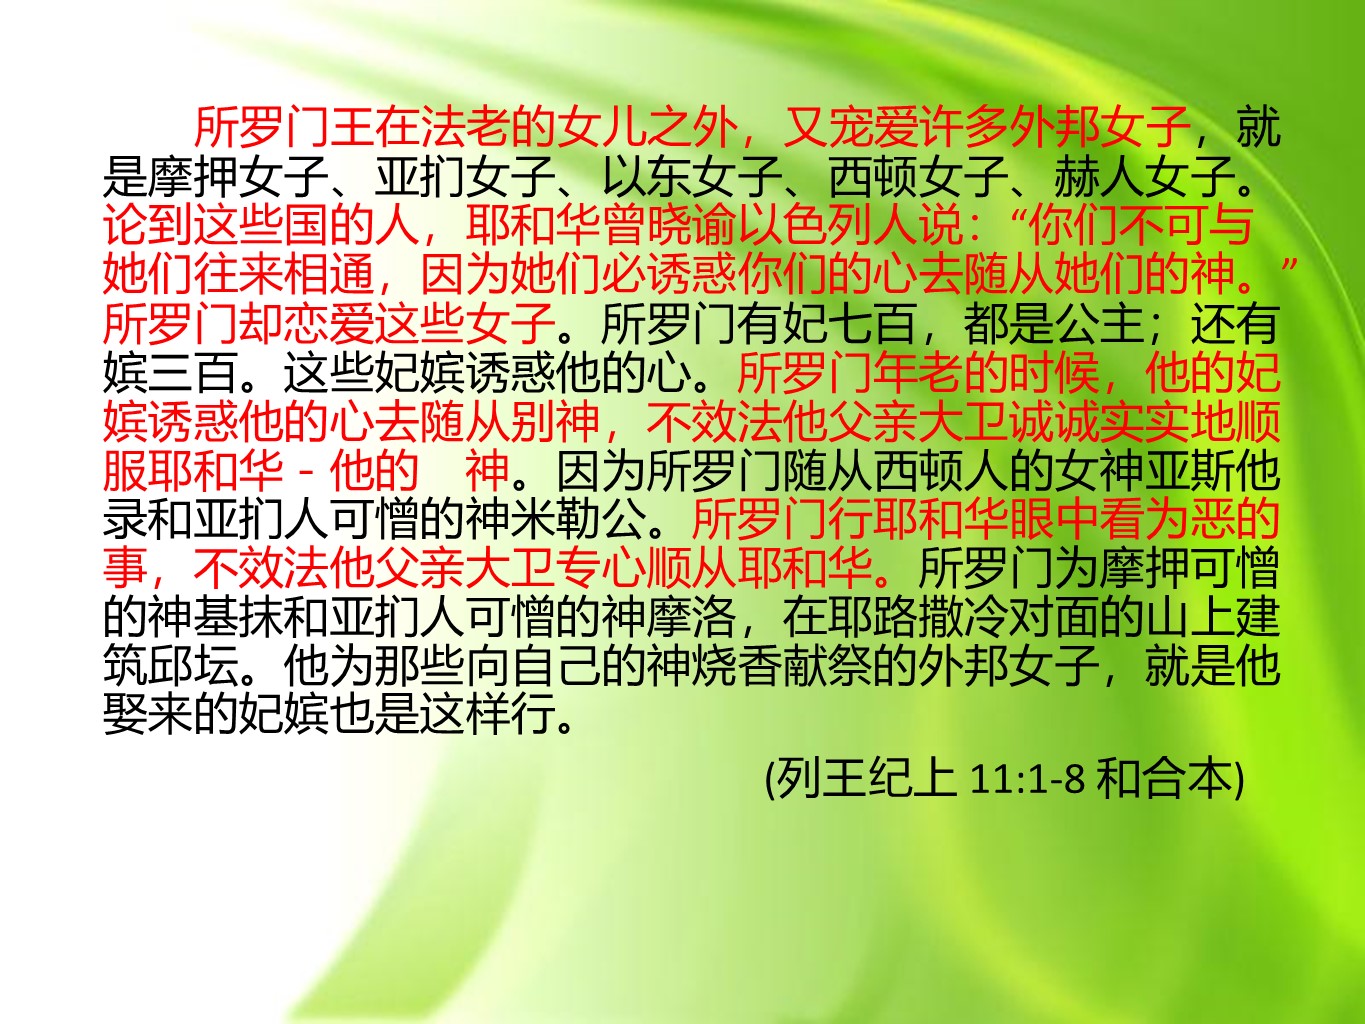 所罗门王在法老的女儿之外，又宠爱许多外邦女子，就
是摩押女子、亚扪女子、以东女子、西顿女子、赫人女子。
论到这些国的人，耶和华曾晓谕以色列人说：“你们不可与
她们往来相通，因为她们必诱惑你们的心去随从她们的神。”
所罗门却恋爱这些女子。所罗门有妃七百，都是公主；还有
嫔三百。这些妃嫔诱惑他的心。所罗门年老的时候，他的妃
嫔诱惑他的心去随从别神，不效法他父亲大卫诚诚实实地顺
服耶和华－他的　神。因为所罗门随从西顿人的女神亚斯他
录和亚扪人可憎的神米勒公。所罗门行耶和华眼中看为恶的
事，不效法他父亲大卫专心顺从耶和华。所罗门为摩押可憎
的神基抹和亚扪人可憎的神摩洛，在耶路撒冷对面的山上建
筑邱坛。他为那些向自己的神烧香献祭的外邦女子，就是他
娶来的妃嫔也是这样行。
(列王纪上 11:1-8 和合本)